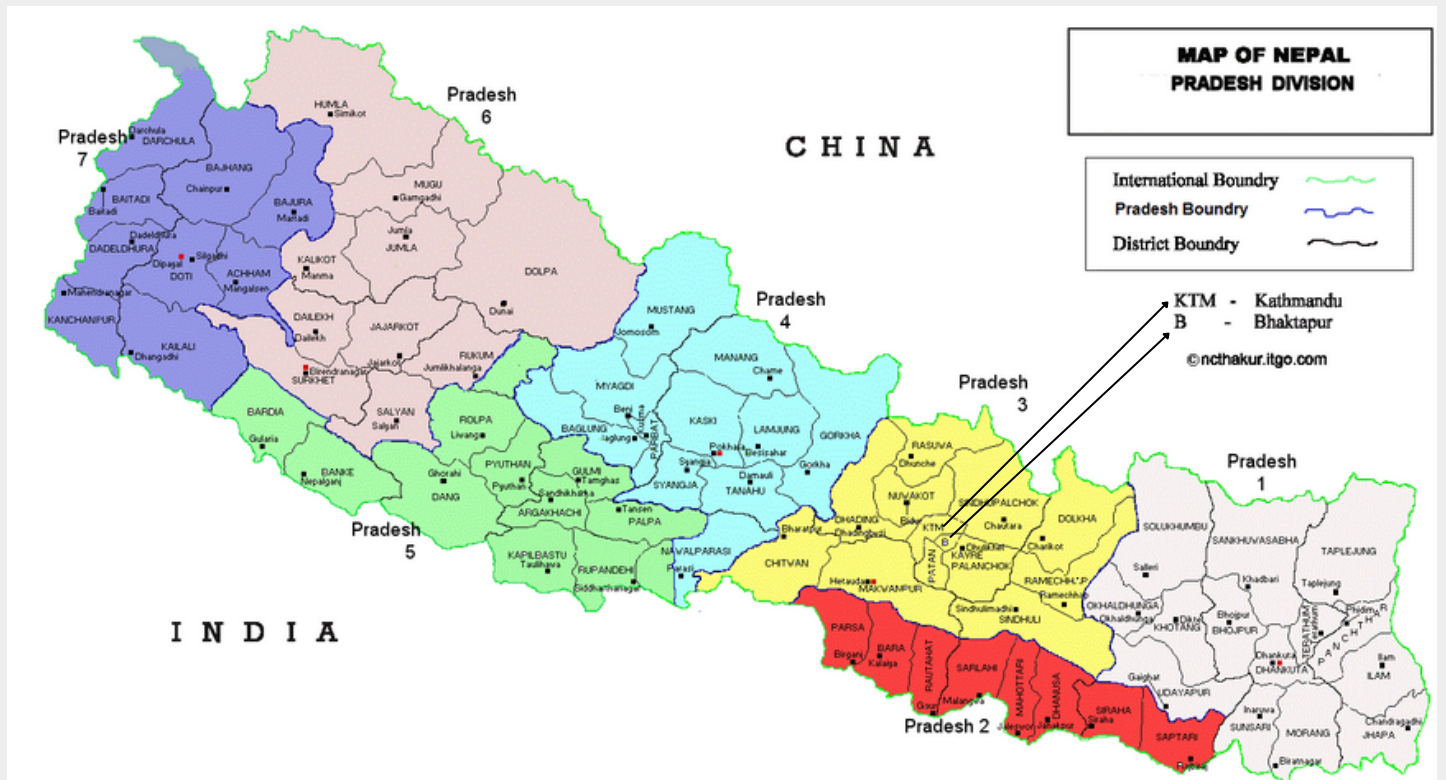 MAP OF NEPAL
PRADESH DIVISION
International Boundry
Pradesh Boundry
District Boundry
KTM - Kathmandu
B - Bhaktapur
©ncthakur.itgo.com
CHINA
INDIA
Pradesh
7
Darchula
DARCHULA
BAJHANG
Chainpur
BAITADI
Baitadi
BAJURA
Martadi
Dadeldhura
DADELDHURA
Dipayal
Silgadhi
DOTI
ACHHAM
Mangalsen
Mahendranagar
KANCHANPUR
KAILALI
Dhangadhi
Pradesh
6
HUMLA
Simikot
MUGU
Gamgadhi
Jumla
JUMLA
KALIKOT
Manma
DOLPA
Dunai
DAILEKH
Dailekh
JAJARKOT
Jajarkot
RUKUM
Jumlikhalanga
Birendranagar
SURKHET
SALYAN
Salyan
Pradesh
5
BARDIA
Gularia
BANKE
Nepalganj
ROLPA
Livang
Ghorahi
DANG
PYUTHAN
Pyuthan
GULMI
Tamghas
Sandhikharka
ARGAKHACHI
Tansen
PALPA
KAPILBASTU
Taulihawa
RUPANDEHI
Siddharthanagar
Pradesh
4
MUSTANG
Jomosom
MANANG
Chame
MYAGDI
Beni
Kusma
BAGLUNG
PARBAT
KASKI
Pokhara
LAMJUNG
Besisahar
GORKHA
Gorkha
Syangja
SYANGJA
Damauli
TANAHU
NAVALPARASI
Parasi
Pradesh
3
RASUVA
Dhunche
NUVAKOT
Bidur
SINDHUPALCHOK
Chautara
DOLKHA
Charikot
DHADING
Dhadingbesi
Bharatpur
CHITWAN
KTM
B
PATAN
Dhulikhel
KAVRE
PALANCHOK
Hetauda
MAKWANPUR
RAMECHHAP
Ramechhap
Sindhulimadhi
SINDHULI
Pradesh 2
PARSA
Birganj
BARA
Kalaiya
RAUTAHAT
Gaur
SARLAHI
Malangwa
MAHOTTARI
Jaleswor
DHANUSA
Janakpur
SIRAHA
Siraha
SAPTARI
Rajbiraj
Pradesh
1
SOLUKHUMBU
Salleri
SANKHUVASABHA
Khadbari
TAPLEJUNG
Taplejung
OKHALDHUNGA
Okhaldhunga
Diktel
KHOTANG
Bhojpur
BHOJPUR
TERATHUM
Terathum
Phidim
PANCHTHAR
Dhankuta
DHANKUTA
Ilam
ILAM
Gaighat
UDAYAPUR
Inaruwa
SUNSARI
MORANG
Biratnagar
Chandragadhi
JHAPA